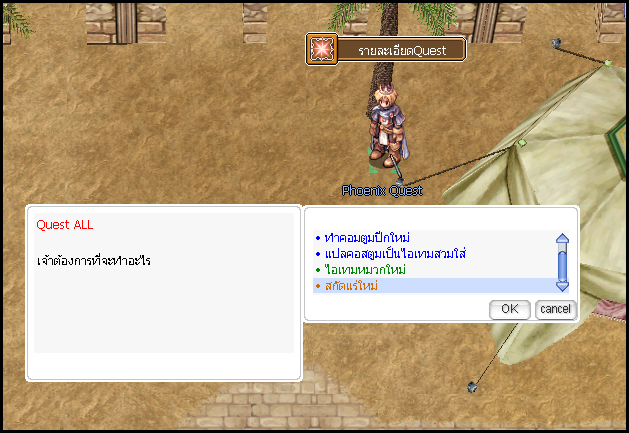 รายละเอียดQuest
Phoenix Quest
Quest ALL
เจ้าต้องการที่จะทำอะไร
• ทำคอมตูมปีกใหม่
• แปลคอสตูมเป็นไอเทมสวมใส่
• ไอเทมหมวกใหม่
• สกัดแร่ใหม่
OK
cancel